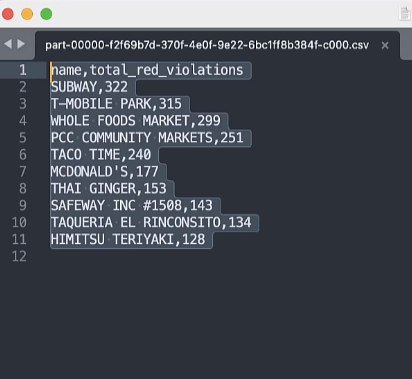 part-00000-f2f69b7d-370f-4e0f-9e22-6bc1ff8b384f-c000.csv
1 name,total_red_violations
2 SUBWAY,322
3 T-MOBILE PARK,315
4 WHOLE FOODS MARKET,299
5 PCC COMMUNITY MARKETS,251
6 TACO TIME,240
7 MCDONALD'S,177
8 THAI GINGER,153
9 SAFEWAY INC #1508,143
10 TAQUERIA EL RINCONSITO,134
11 HIMITSU TERIYAKI,128
12